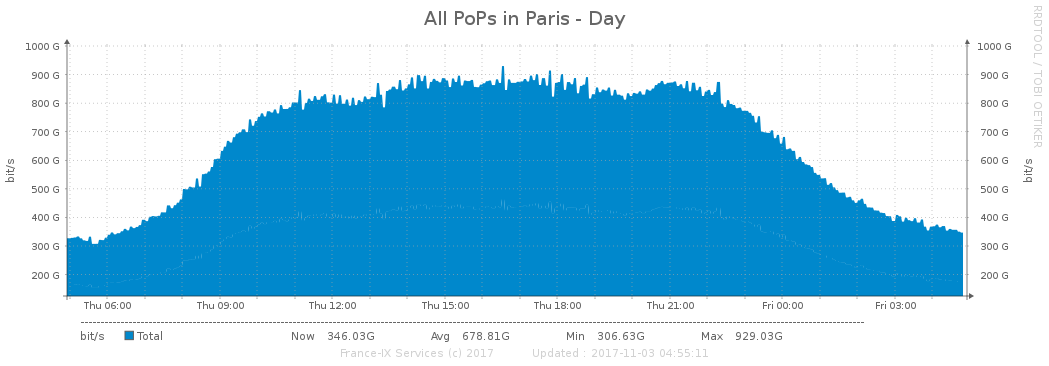 All PoPs in Paris - Day
RRDTOOL / TOBI OETIKER
1000 G 1000 G
900 G 900 G
800 G 800 G
700 G 700 G
600 G 600 G
500 G 500 G
400 G 400 G
300 G 300 G
200 G 200 G
bit/s bit/s
Thu 06:00 Thu 09:00 Thu 12:00 Thu 15:00 Thu 18:00 Thu 21:00 Fri 00:00 Fri 03:00
bit/s Total Now 346.03G Avg 678.81G Min 306.63G Max 929.03G
France-IX Services (c) 2017 Updated : 2017-11-03 04:55:11